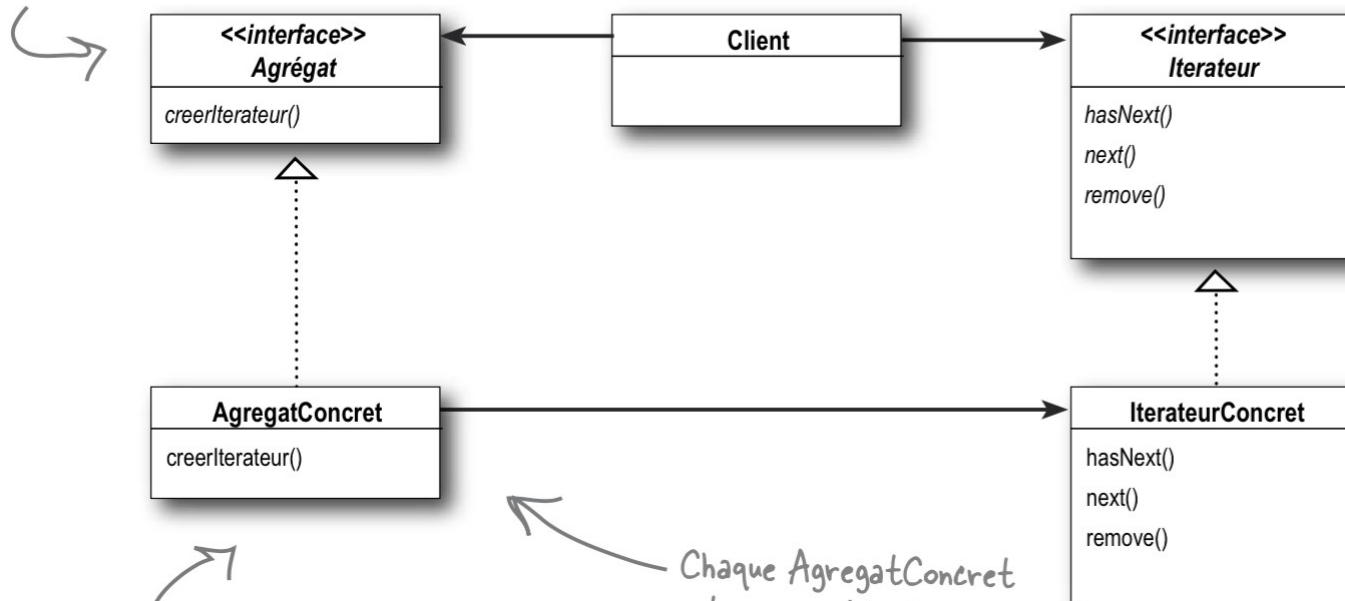 <<interface>>
Agrégat
creerIterateur()
Client
<<interface>>
Iterateur
hasNext()
next()
remove()
AgregatConcret
creerIterateur()
IterateurConcret
hasNext()
next()
remove()
Chaque AgregatConcret